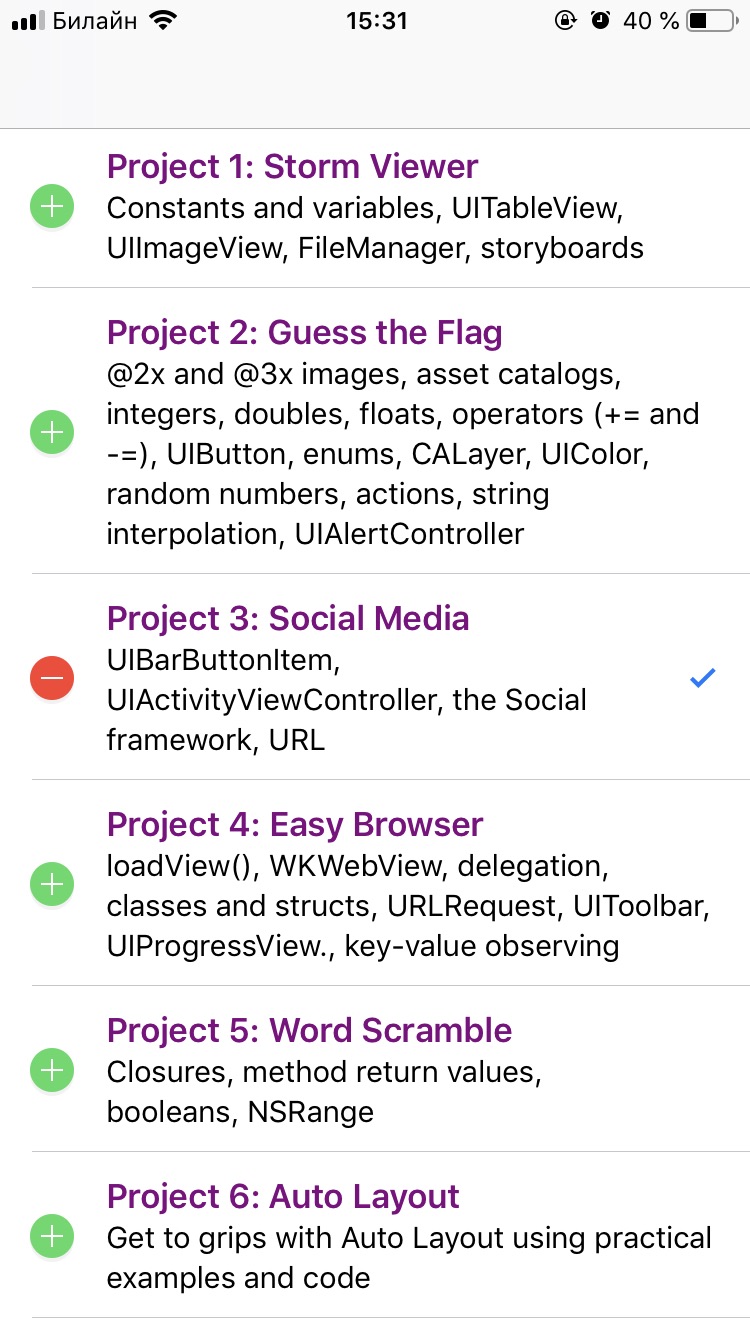 Билайн 15:31 40 %
Project 1: Storm Viewer
Constants and variables, UITableView,
UIImageView, FileManager, storyboards
Project 2: Guess the Flag
@2x and @3x images, asset catalogs,
integers, doubles, floats, operators (+= and
-=), UIButton, enums, CALayer, UIColor,
random numbers, actions, string
interpolation, UIAlertController
Project 3: Social Media
UIBarButtonItem,
UIActivityViewController, the Social
framework, URL
Project 4: Easy Browser
loadView(), WKWebView, delegation,
classes and structs, URLRequest, UIToolbar,
UIProgressView., key-value observing
Project 5: Word Scramble
Closures, method return values,
booleans, NSRange
Project 6: Auto Layout
Get to grips with Auto Layout using practical
examples and code